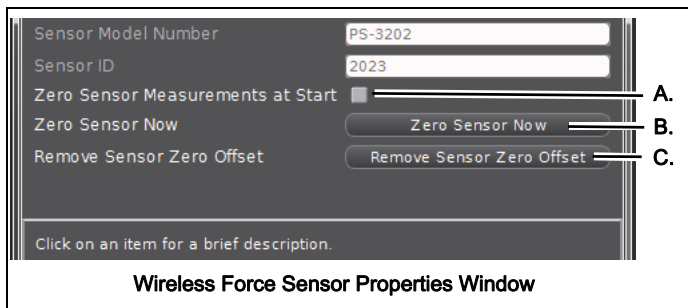 Sensor Model Number PS-3202
Sensor ID 2023
Zero Sensor Measurements at Start A.
Zero Sensor Now Zero Sensor Now B.
Remove Sensor Zero Offset Remove Sensor Zero Offset C.
Click on an item for a brief description.
Wireless Force Sensor Properties Window